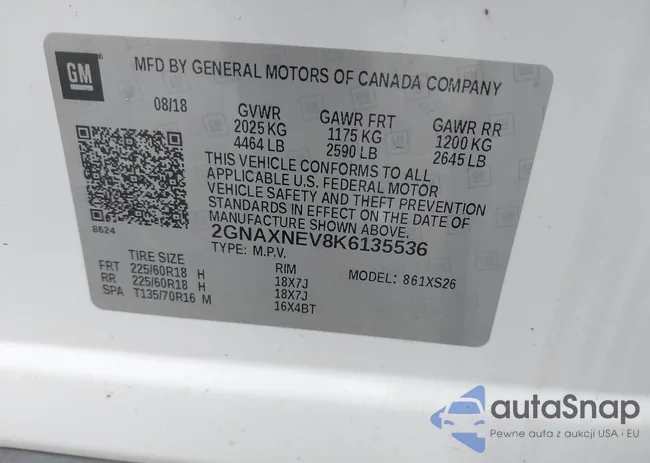 GM
MFD BY GENERAL MOTORS OF CANADA COMPANY
08/18 GVWR GAWR FRT GAWR RR
2025 KG 1175 KG 1200 KG
4464 LB 2590 LB 2645 LB
THIS VEHICLE CONFORMS TO ALL
APPLICABLE U.S. FEDERAL MOTOR
VEHICLE SAFETY AND THEFT PREVENTION
STANDARDS IN EFFECT ON THE DATE OF
MANUFACTURE SHOWN ABOVE.
8624
2GNAXNEV8K6135536
TYPE: M.P.V.
TIRE SIZE RIM MODEL: 861XS26
FRT 225/60R18 H 18X7J
RR 225/60R18 H 18X7J
SPA T135/70R16 M 16X4BT
autoSnap
Pewne auta z aukcji USA i EU